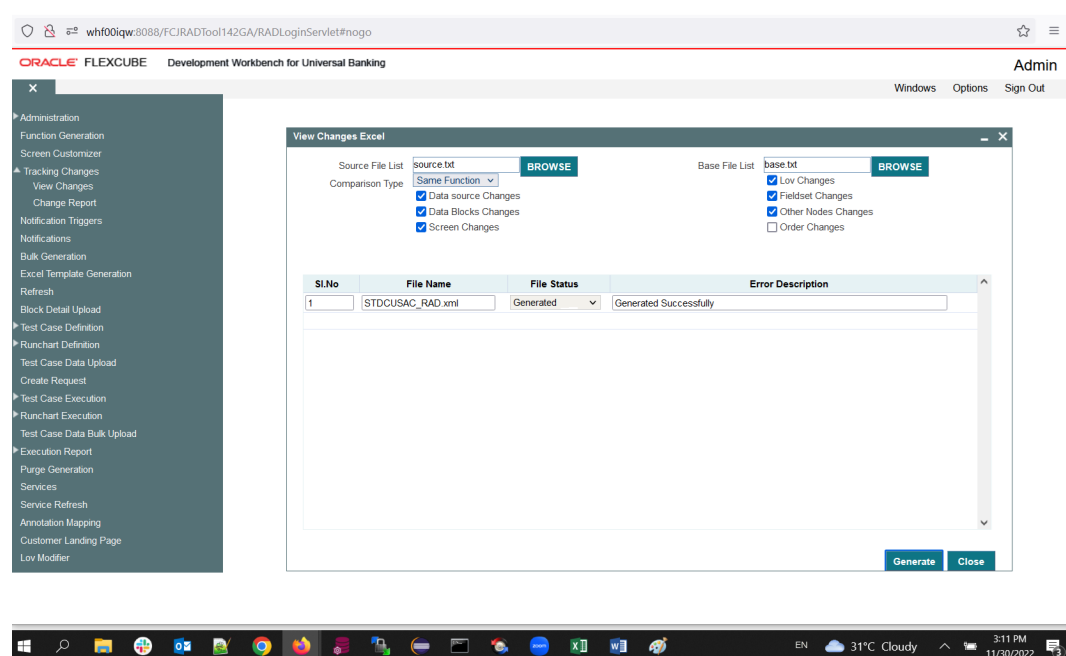 whf00iqw:8088/FCJRADTool142GA/RADLoginServlet#nogo
ORACLE FLEXCUBE Development Workbench for Universal Banking
Admin
Windows Options Sign Out
Administration
Function Generation
Screen Customizer
Tracking Changes
View Changes
Change Report
Notification Triggers
Notifications
Bulk Generation
Excel Template Generation
Refresh
Block Detail Upload
Test Case Definition
Runchart Definition
Test Case Data Upload
Create Request
Test Case Execution
Runchart Execution
Test Case Data Bulk Upload
Execution Report
Purge Generation
Services
Service Refresh
Annotation Mapping
Customer Landing Page
Lov Modifier
View Changes Excel
Source File List source.txt BROWSE Base File List base.txt BROWSE
Comparison Type Same Function Lov Changes
Data source Changes Fieldset Changes
Data Blocks Changes Other Nodes Changes
Screen Changes Order Changes
Sl.No File Name File Status Error Description
1 STDCUSAC_RAD.xml Generated Generated Successfully
Generate Close
EN 31°C Cloudy 3:11 PM
11/30/2022